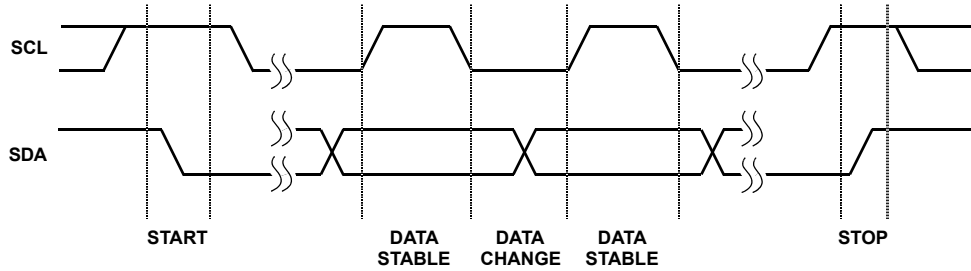 SCL
SDA
START
DATA
STABLE
DATA
CHANGE
DATA
STABLE
STOP